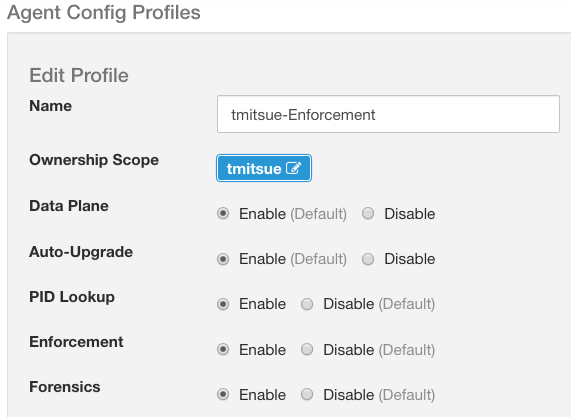 Agent Config Profiles
Edit Profile
Name tmitsue-Enforcement
Ownership Scope tmitsue
Data Plane Enable (Default) Disable
Auto-Upgrade Enable (Default) Disable
PID Lookup Enable Disable (Default)
Enforcement Enable Disable (Default)
Forensics Enable Disable (Default)